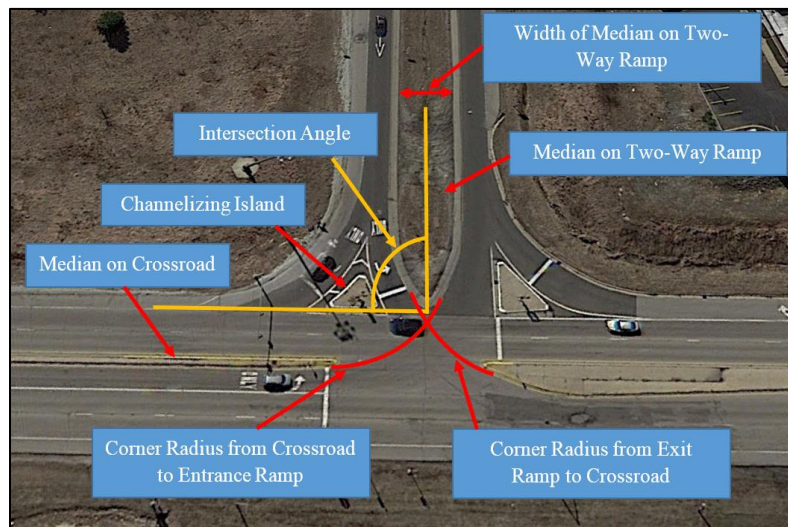 Width of Median on Two-
Way Ramp
Intersection Angle
Median on Two-Way Ramp
Channelizing Island
Median on Crossroad
Corner Radius from Crossroad
to Entrance Ramp
Corner Radius from Exit
Ramp to Crossroad